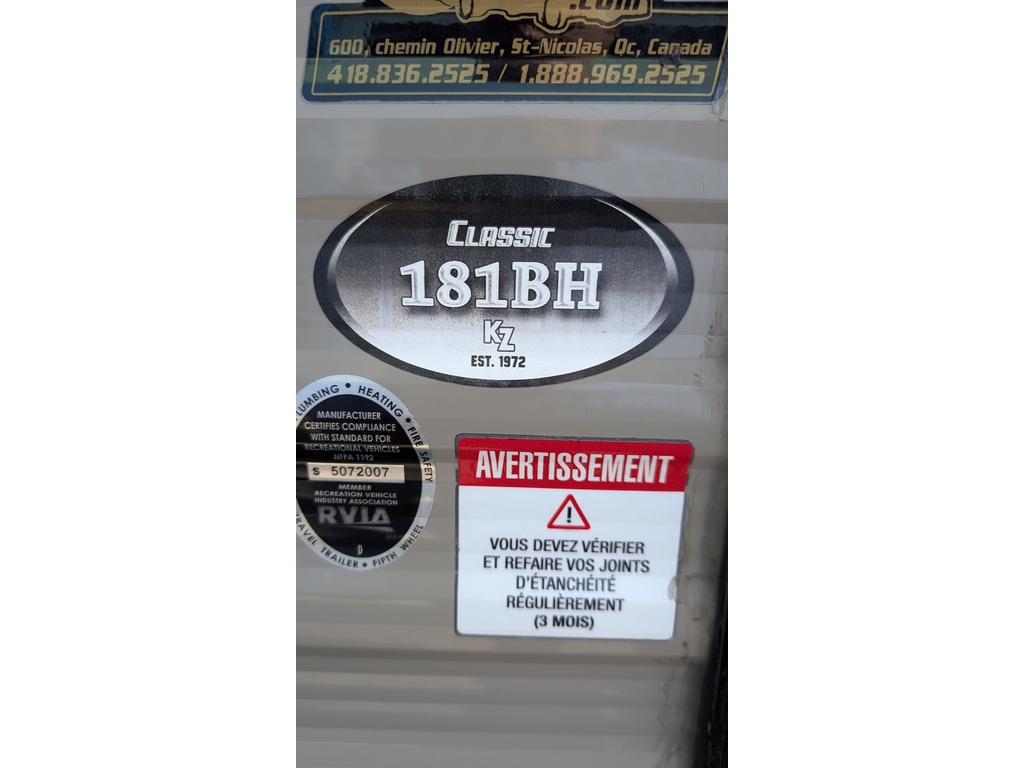 .com
600, chemin Olivier, St-Nicolas, Qc, Canada
418.836.2525 / 1.888.969.2525
CLASSIC
181BH
KZ
EST. 1972
PLUMBING • HEATING • FIRE SAFETY
MANUFACTURER
CERTIFIES COMPLIANCE
WITH STANDARD FOR
RECREATIONAL VEHICLES
NFPA 1192
S 5072007
MEMBER
RECREATION VEHICLE
INDUSTRY ASSOCIATION
RVIA
D
TRAVEL TRAILER • FIFTH WHEEL
AVERTISSEMENT
!
VOUS DEVEZ VÉRIFIER
ET REFAIRE VOS JOINTS
D'ÉTANCHÉITÉ
RÉGULIÈREMENT
(3 MOIS)